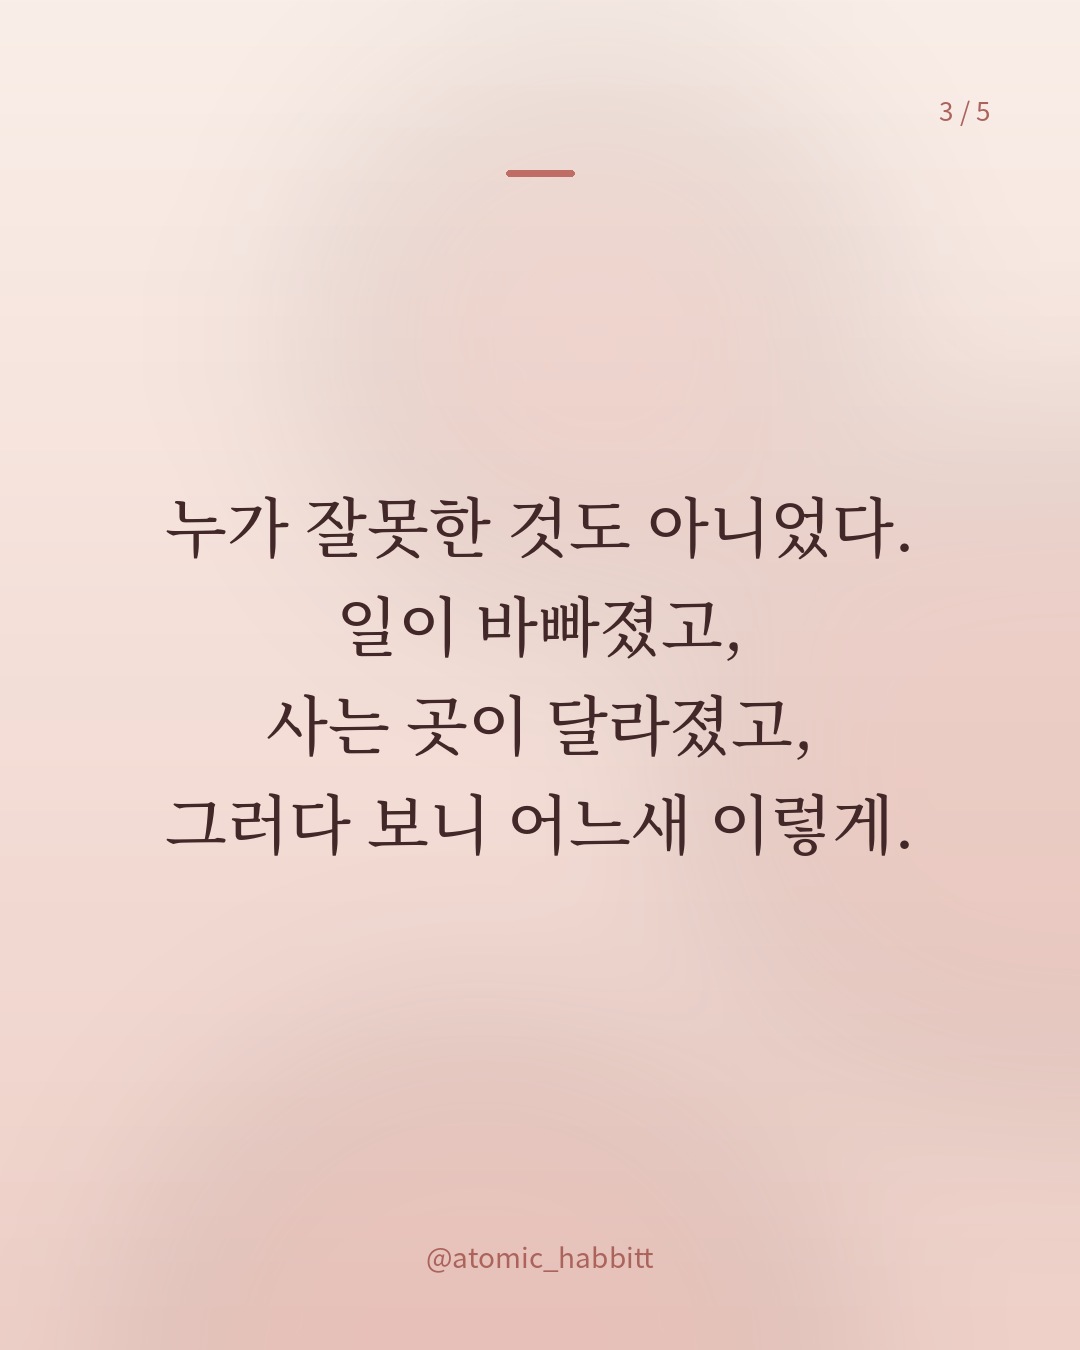 3 / 5
누가 잘못한 것도 아니었다.
일이 바빠졌고,
사는 곳이 달라졌고,
그러다 보니 어느새 이렇게.
@atomic_habbitt